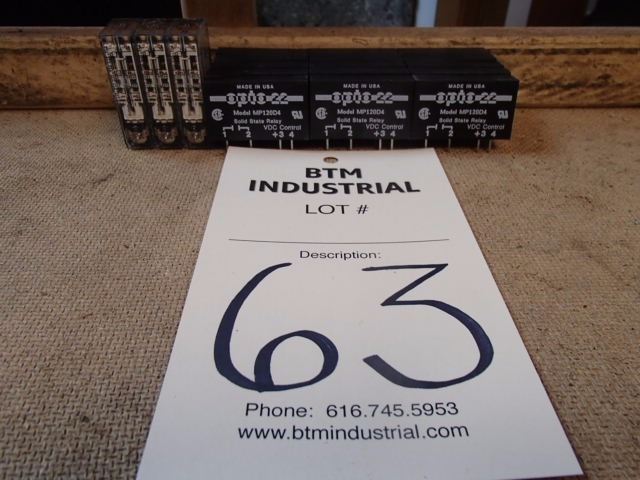 MADE IN USA
opto 22
Model MP120D4
Solid State Relay
VDC Control
1 2 +3 4
MADE IN USA
opto 22
Model MP120D4
Solid State Relay
VDC Control
1 2 +3 4
MADE IN USA
opto 22
Model MP120D4
Solid State Relay
VDC Control
1 2 +3 4
BTM
INDUSTRIAL
LOT #
Description:
63
Phone: 616.745.5953
www.btmindustrial.com